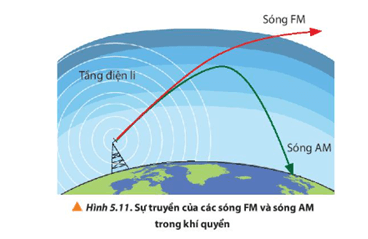 Sóng FM
Tầng điện li
Sóng AM
▲ Hình 5.11. Sự truyền của các sóng FM và sóng AM
trong khí quyển